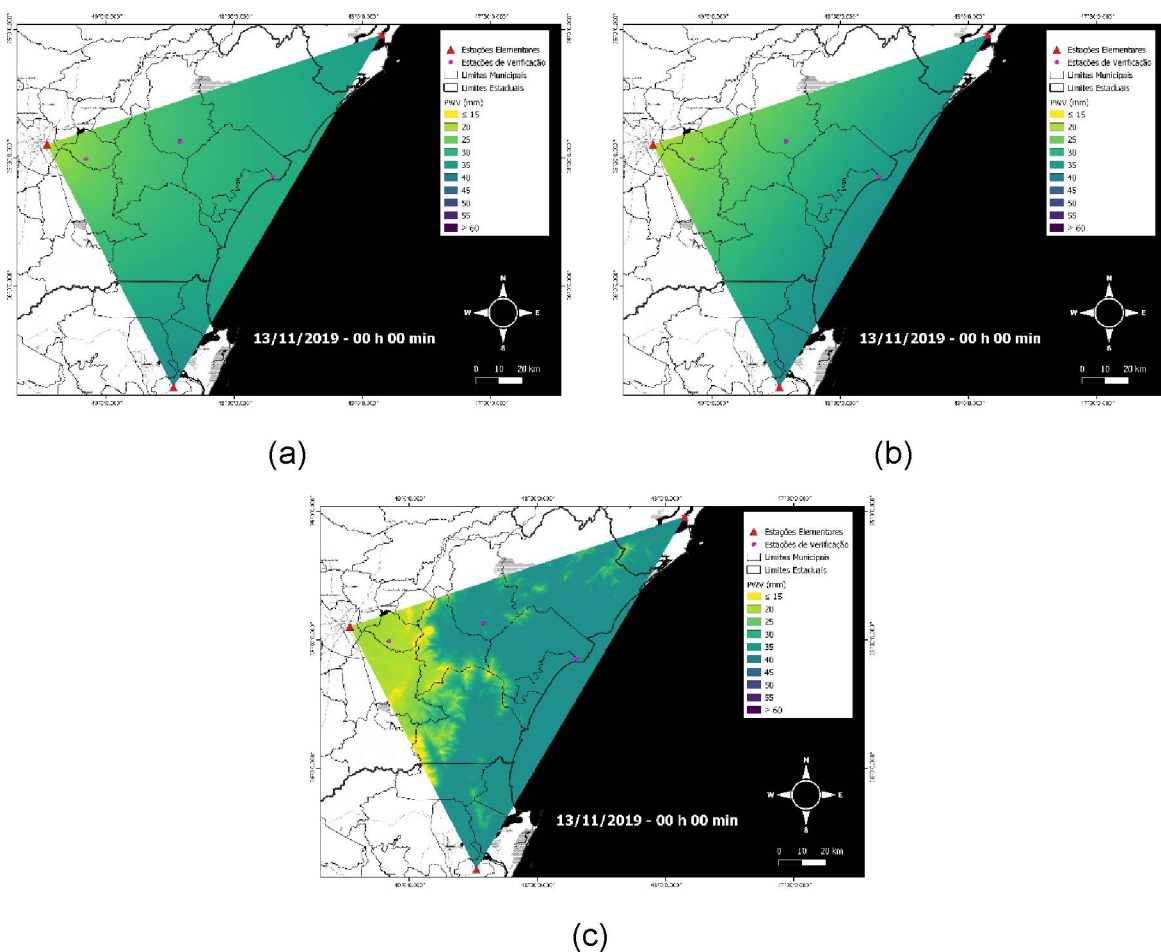 Estações Elementares
Estações de Verificação
Limites Municipais
Limites Estaduais
PWV (mm)
≤ 15
20
25
30
35
40
45
50
55
> 60
N
W E
S
13/11/2019 - 00 h 00 min
0 10 20 km
(a)
Estações Elementares
Estações de Verificação
Limites Municipais
Limites Estaduais
PWV (mm)
≤ 15
20
25
30
35
40
45
50
55
> 60
N
W E
S
13/11/2019 - 00 h 00 min
0 10 20 km
(b)
Estações Elementares
Estações de Verificação
Limites Municipais
Limites Estaduais
PWV (mm)
≤ 15
20
25
30
35
40
45
50
55
> 60
N
W E
S
13/11/2019 - 00 h 00 min
0 10 20 km
(c)